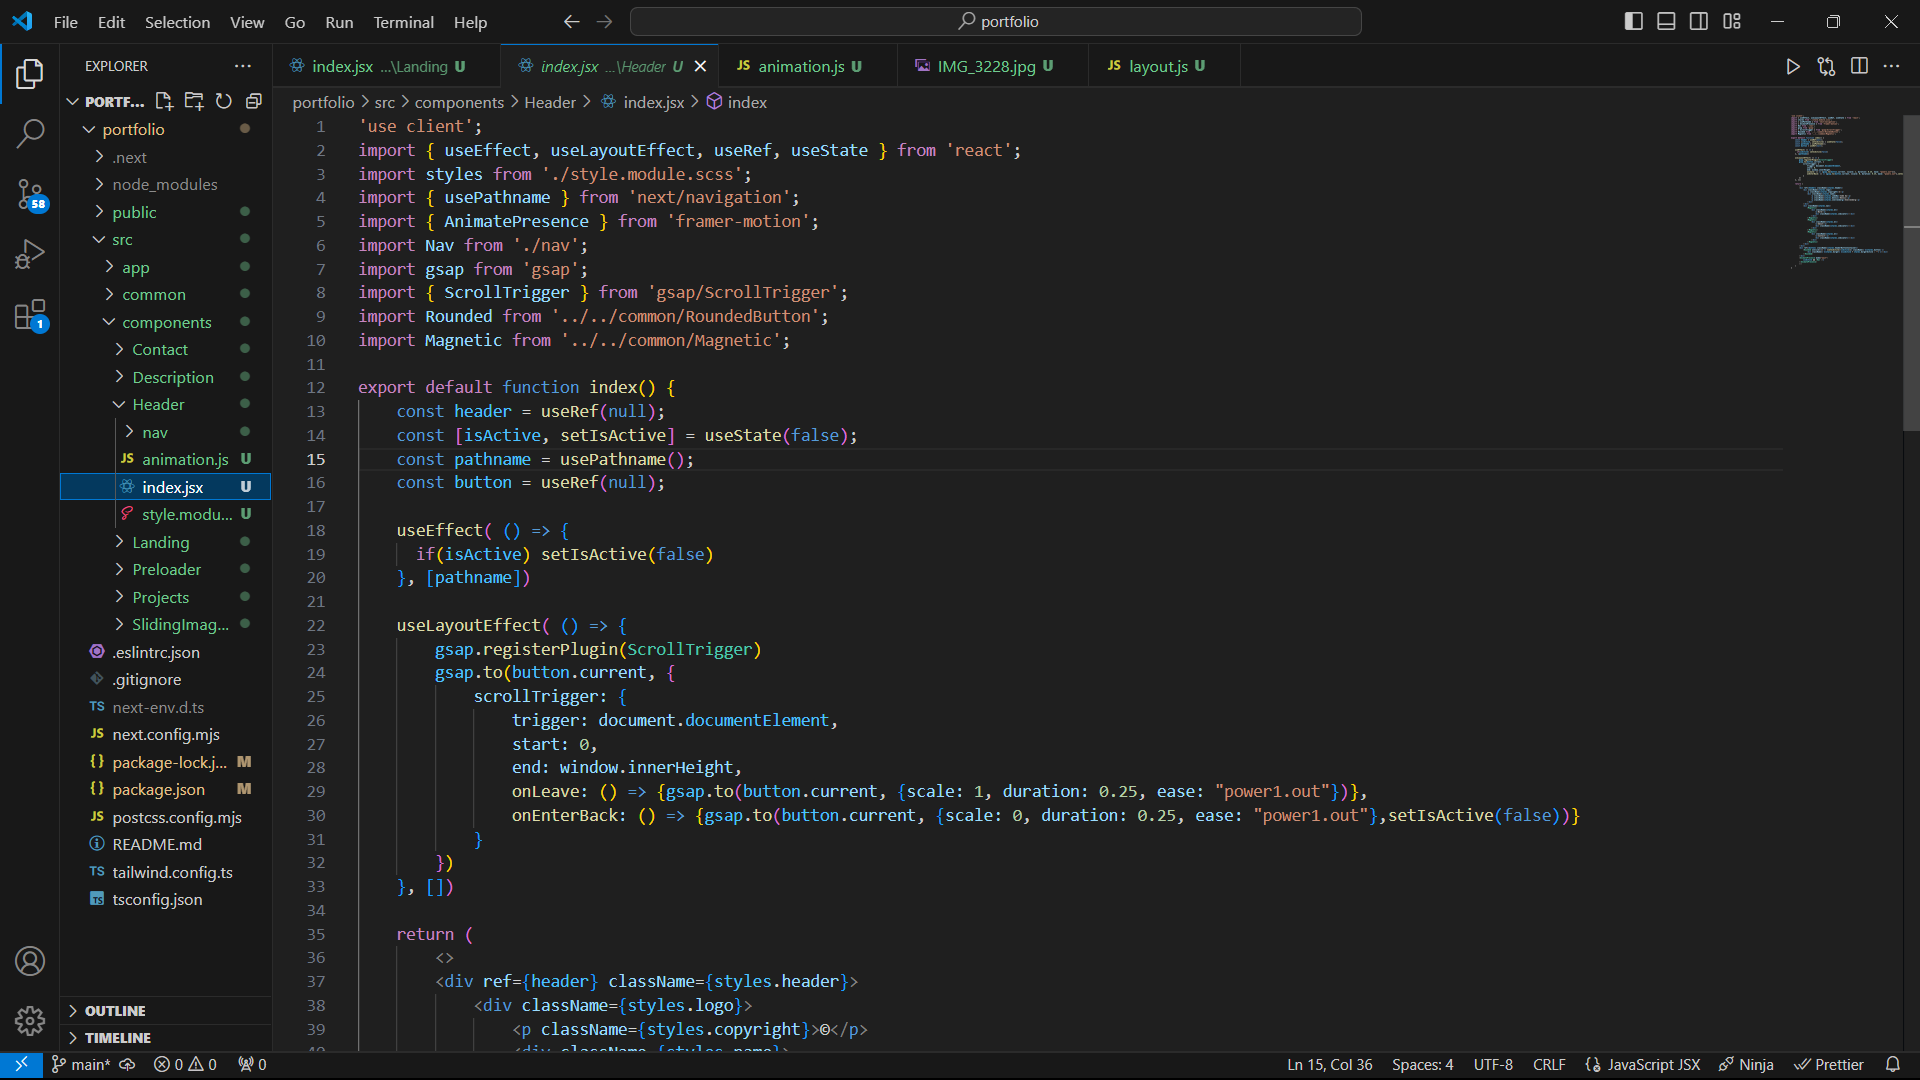 File Edit Selection View Go Run Terminal Help
portfolio
EXPLORER
PORTF...
portfolio
.next
node_modules
public
src
app
common
components
Contact
Description
Header
nav
JS animation.js U
index.jsx U
style.modu... U
Landing
Preloader
Projects
SlidingImag...
.eslintrc.json
.gitignore
TS next-env.d.ts
JS next.config.mjs
{} package-lock.j... M
{} package.json M
JS postcss.config.mjs
README.md
TS tailwind.config.ts
TS tsconfig.json
OUTLINE
TIMELINE
58
1
index.jsx ...\Landing U
index.jsx ...\Header U
JS animation.js U
IMG_3228.jpg U
JS layout.js U
portfolio > src > components > Header > index.jsx > index
1 'use client';
2 import { useEffect, useLayoutEffect, useRef, useState } from 'react';
3 import styles from './style.module.scss';
4 import { usePathname } from 'next/navigation';
5 import { AnimatePresence } from 'framer-motion';
6 import Nav from './nav';
7 import gsap from 'gsap';
8 import { ScrollTrigger } from 'gsap/ScrollTrigger';
9 import Rounded from '../../common/RoundedButton';
10 import Magnetic from '../../common/Magnetic';
11
12 export default function index() {
13 const header = useRef(null);
14 const [isActive, setIsActive] = useState(false);
15 const pathname = usePathname();
16 const button = useRef(null);
17
18 useEffect( () => {
19 if(isActive) setIsActive(false)
20 }, [pathname])
21
22 useLayoutEffect( () => {
23 gsap.registerPlugin(ScrollTrigger)
24 gsap.to(button.current, {
25 scrollTrigger: {
26 trigger: document.documentElement,
27 start: 0,
28 end: window.innerHeight,
29 onLeave: () => {gsap.to(button.current, {scale: 1, duration: 0.25, ease: "power1.out"})},
30 onEnterBack: () => {gsap.to(button.current, {scale: 0, duration: 0.25, ease: "power1.out"},setIsActive(false))}
31 }
32 })
33 }, [])
34
35 return (
36 <>
37 <div ref={header} className={styles.header}>
38 <div className={styles.logo}>
39 <p className={styles.copyright}>©</p>
40 <div className={styles.name}>
main* 0 0 0
Ln 15, Col 36 Spaces: 4 UTF-8 CRLF {} JavaScript JSX Ninja Prettier